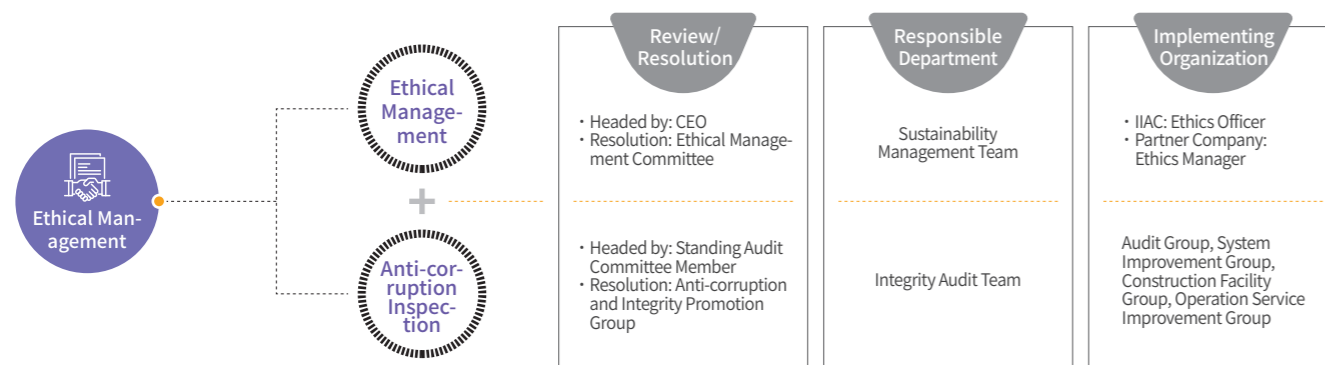 Ethical Man-
agement
Ethical
Manage-
ment
+
Anti-cor-
ruption
Inspec-
tion
Review/
Resolution
・Headed by: CEO
・Resolution: Ethical Manage-
ment Committee
・Headed by: Standing Audit
Committee Member
・Resolution: Anti-corruption
and Integrity Promotion
Group
Responsible
Department
Sustainability
Management Team
Integrity Audit Team
Implementing
Organization
・IIAC: Ethics Officer
・Partner Company:
Ethics Manager
Audit Group, System
Improvement Group,
Construction Facility
Group, Operation Service
Improvement Group